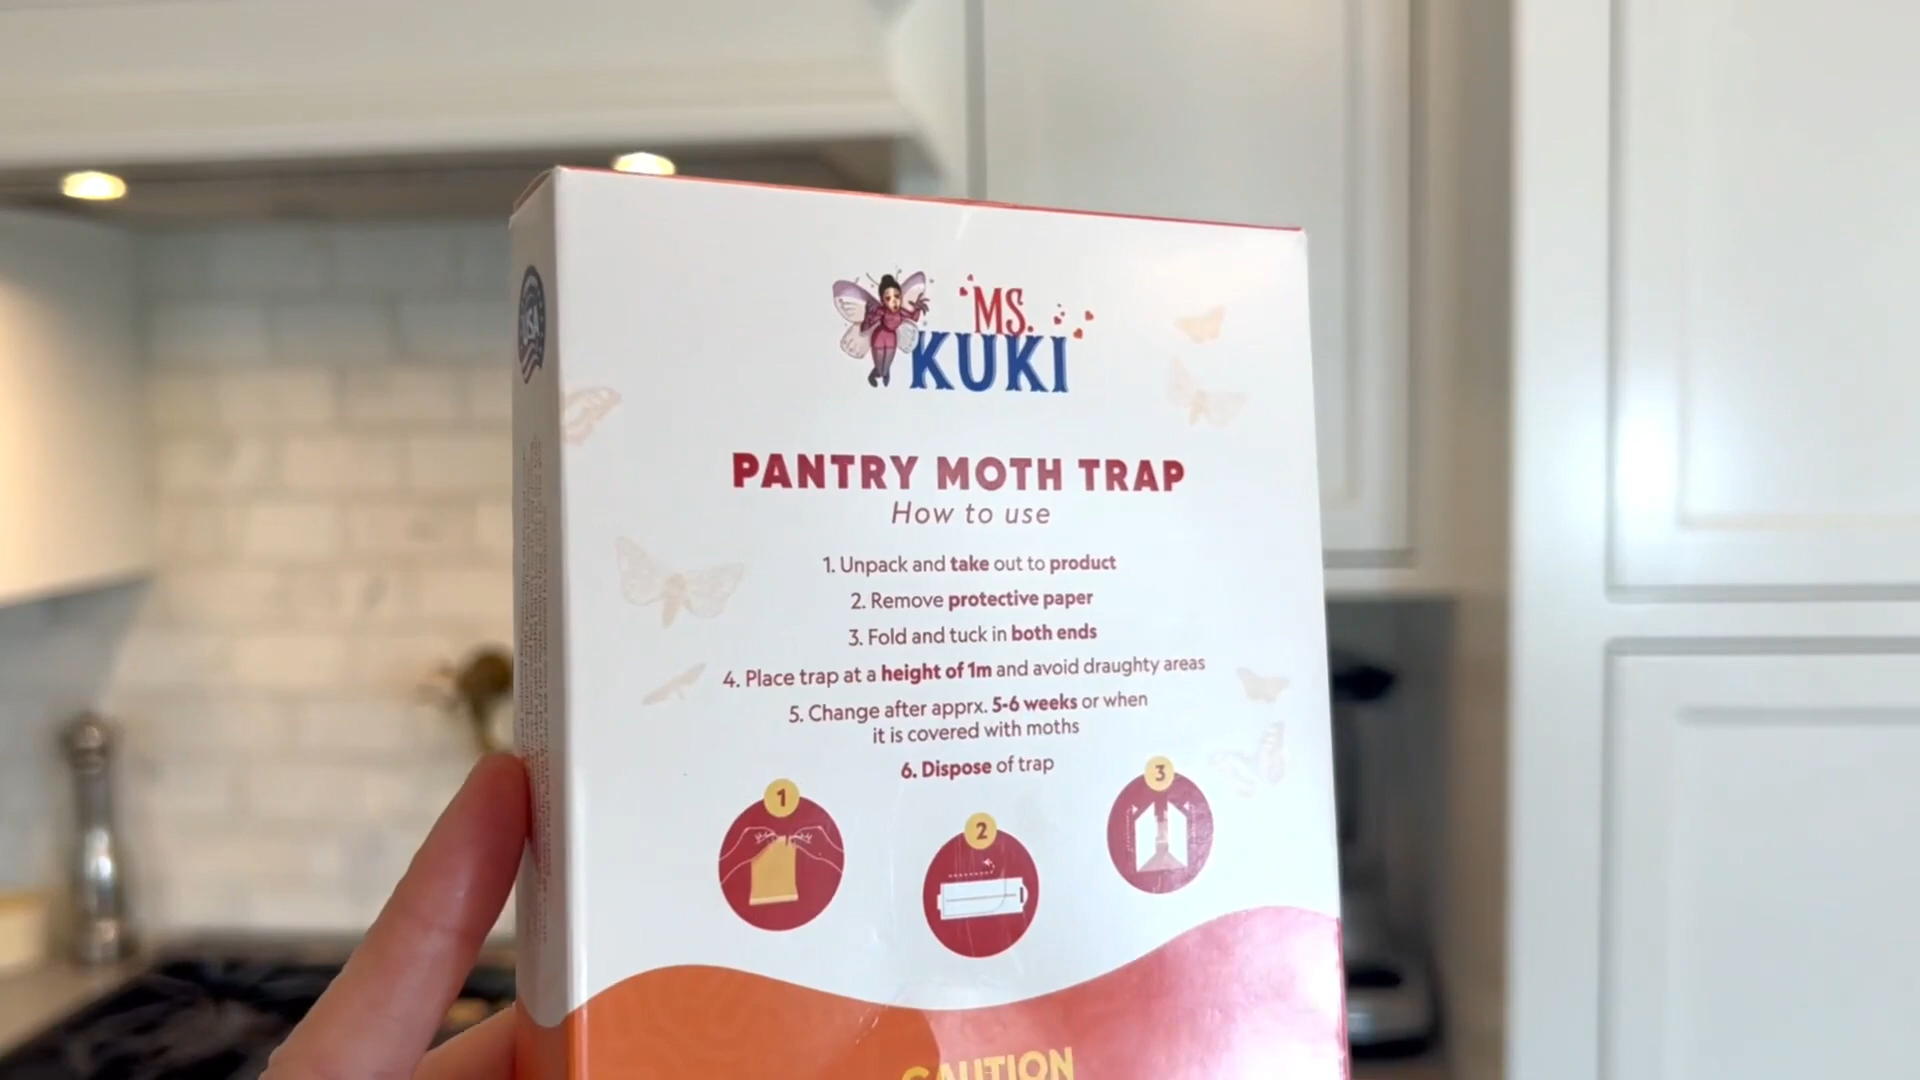 MS.
KUKI
PANTRY MOTH TRAP
How to use
1. Unpack and take out to product
2. Remove protective paper
3. Fold and tuck in both ends
4. Place trap at a height of 1m and avoid draughty areas
5. Change after apprx. 5-6 weeks or when
it is covered with moths
6. Dispose of trap
1
2
3
CAUTION
USA